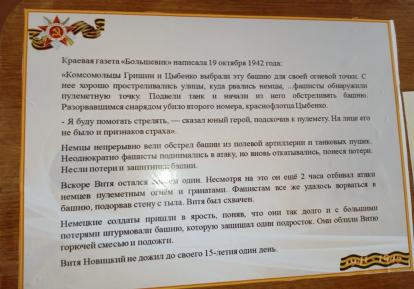 Краевая газета «Большевик» написала 19 октября 1942 года:
«Комсомольцы Гришин и Цыбенко выбрали эту башню для своей огневой точки. С
нее хорошо простреливались улицы, куда рвались немцы, ...фашисты обнаружили
пулеметную точку. Подвели танк и начали из него обстреливать башню.
Разорвавшимся снарядом убило второго номера, краснофлотца Цыбенко.
- Я буду помогать стрелять, — сказал юный герой, подскочив к пулемету. На лице его
не было и признаков страха».
Немцы непрерывно вели обстрел башни из полевой артиллерии и танковых пушек.
Неоднократно фашисты поднимались в атаку, но вновь откатывались, понеся потери.
Несли потери и защитники башни.
Вскоре Витя остался один. Несмотря на это он ещё 2 часа отбивал атаки
немцев пулеметным огнём и гранатами. Фашистам все же удалось ворваться в
башню, подорвав стену с тыла. Витя был схвачен.
Немецкие солдаты пришли в ярость, поняв, что они так долго и с большими
потерями штурмовали башню, которую защищал один подросток. Они облили Витю
горючей смесью и подожгли.
Витя Новицкий не дожил до своего 15-летия один день.